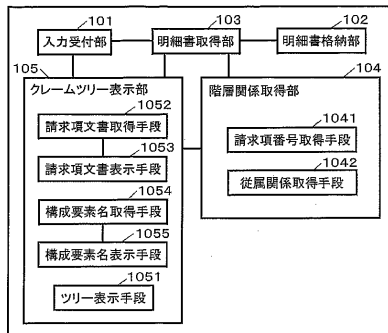 101
103
102
入力受付部
明細書取得部
明細書格納部
105
104
クレームツリー表示部
1052
請求項文書取得手段
1053
請求項文書表示手段
1054
構成要素名取得手段
1055
構成要素名表示手段
1051
ツリー表示手段
階層関係取得部
1041
請求項番号取得手段
1042
従属関係取得手段